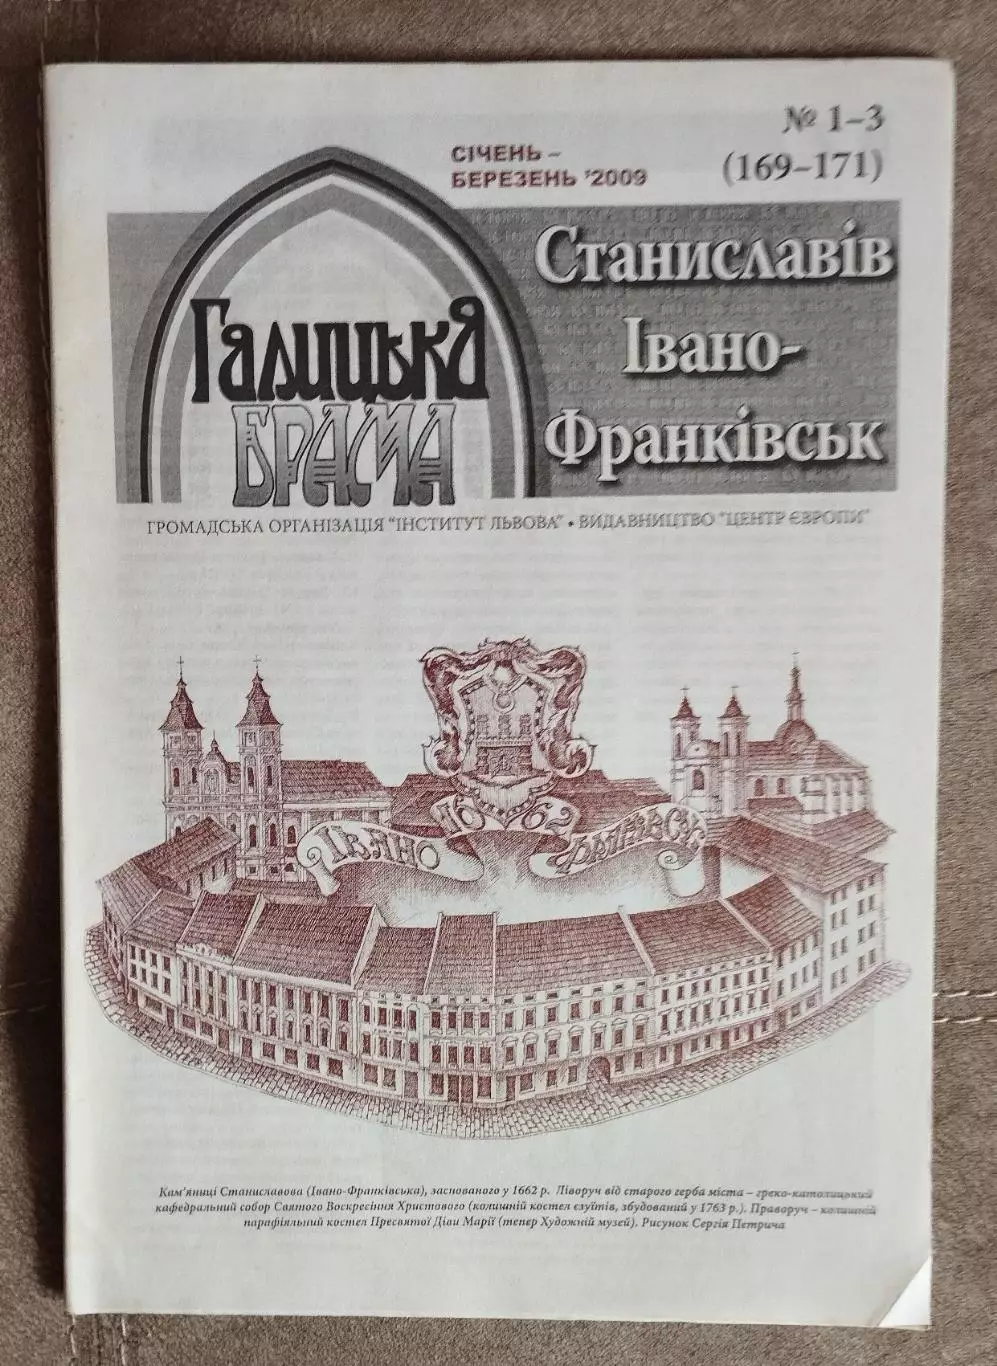 № 1–3
(169–171)
СІЧЕНЬ –
БЕРЕЗЕНЬ '2009
Галицька
БРАМА
Станиславів
Івано-
Франківськ
ГРОМАДСЬКА ОРГАНІЗАЦІЯ "ІНСТИТУТ ЛЬВОВА" • ВИДАВНИЦТВО "ЦЕНТР ЄВРОПИ"
1662
ІВАНО
ФРАНКІВСЬК
Кам'яниці Станиславова (Івано-Франківська), заснованого у 1662 р. Ліворуч від старого герба міста – греко-католицький
кафедральний собор Святого Воскресіння Христового (колишній костел єзуїтів, збудований у 1763 р.). Праворуч – колишній
парафіяльний костел Пресвятої Діви Марії (тепер Художній музей). Рисунок Сергія Петрича